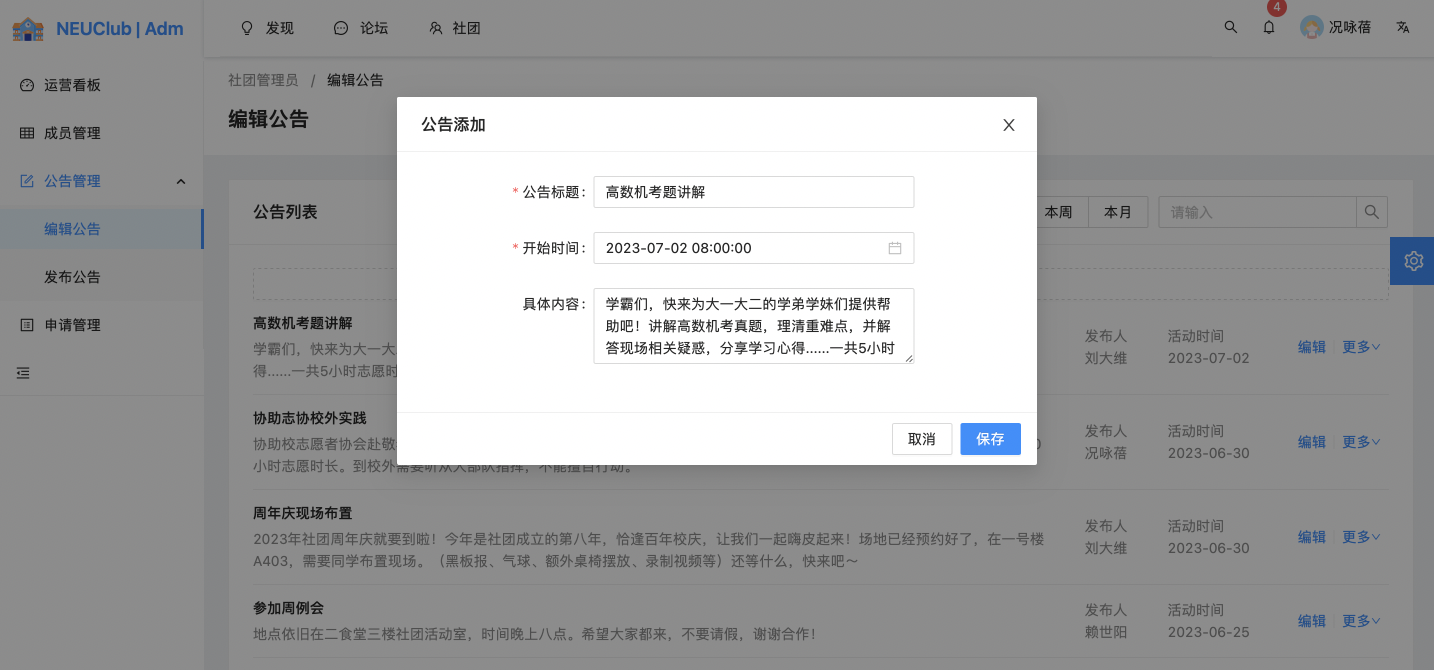 NEUClub | Adm
发现
论坛
社团
4
况咏蓓
运营看板
成员管理
公告管理
编辑公告
发布公告
申请管理
社团管理员 / 编辑公告
编辑公告
公告添加
* 公告标题:
高数机考题讲解
* 开始时间:
2023-07-02 08:00:00
具体内容:
学霸们，快来为大一大二的学弟学妹们提供帮
助吧！讲解高数机考真题，理清重难点，并解
答现场相关疑惑，分享学习心得......一共5小时
取消
保存
公告列表
本周
本月
请输入
高数机考题讲解
学霸们，快来为大一大
得......一共5小时志愿时
发布人
刘大维
活动时间
2023-07-02
编辑
更多
协助志协校外实践
协助校志愿者协会赴敬
小时志愿时长。到校外需要听从大部队指挥，不能擅自行动。
发布人
况咏蓓
活动时间
2023-06-30
编辑
更多
周年庆现场布置
2023年社团周年庆就要到啦！今年是社团成立的第八年，恰逢百年校庆，让我们一起嗨皮起来！场地已经预约好了，在一号楼
A403，需要同学布置现场。（黑板报、气球、额外桌椅摆放、录制视频等）还等什么，快来吧～
发布人
刘大维
活动时间
2023-06-30
编辑
更多
参加周例会
地点依旧在二食堂三楼社团活动室，时间晚上八点。希望大家都来，不要请假，谢谢合作！
发布人
赖世阳
活动时间
2023-06-25
编辑
更多